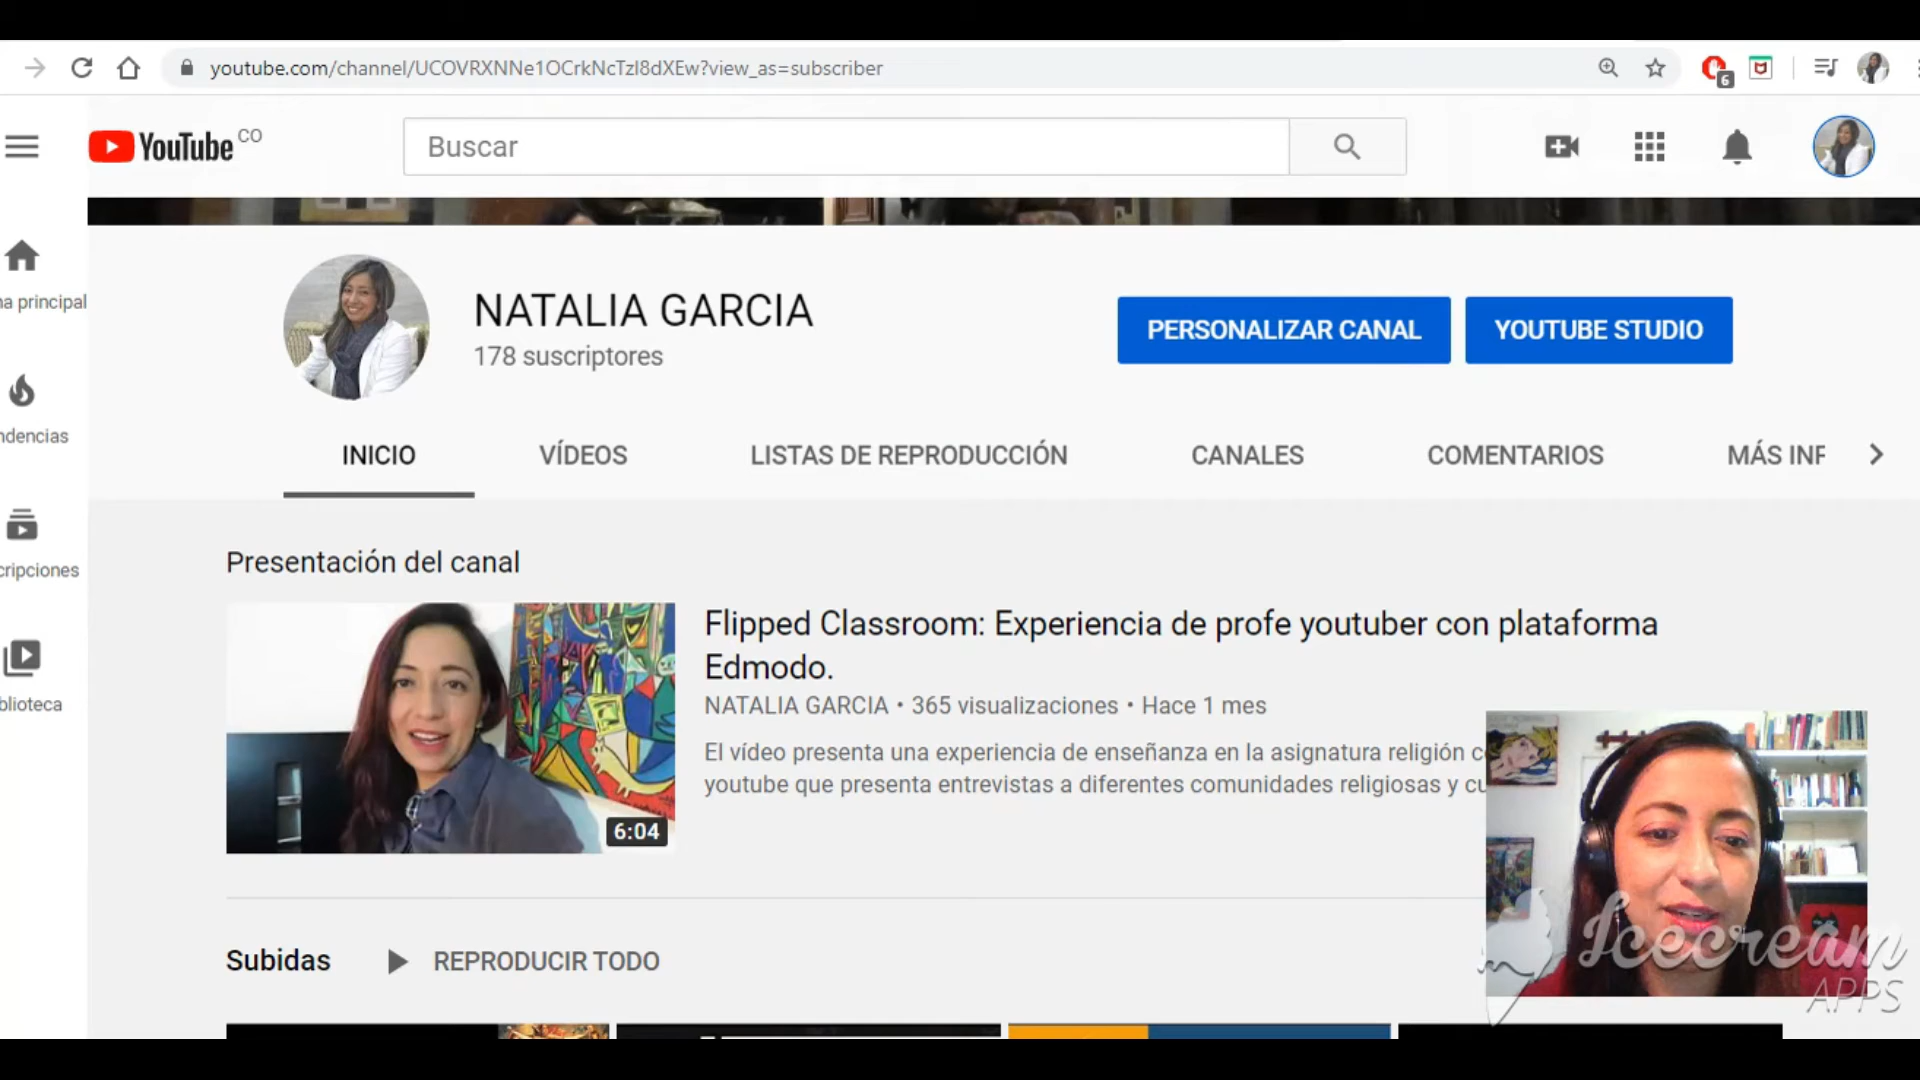 youtube.com/channel/UCOVRXNNe1OCrkNcTzI8dXEw?view_as=subscriber
6
YouTube CO
Buscar
NATALIA GARCIA
178 suscriptores
PERSONALIZAR CANAL
YOUTUBE STUDIO
a principal
INICIO
VÍDEOS
LISTAS DE REPRODUCCIÓN
CANALES
COMENTARIOS
MÁS INF
ndencias
cripciones
blioteca
Presentación del canal
Flipped Classroom: Experiencia de profe youtuber con plataforma
Edmodo.
NATALIA GARCIA • 365 visualizaciones • Hace 1 mes
El vídeo presenta una experiencia de enseñanza en la asignatura religión c
youtube que presenta entrevistas a diferentes comunidades religiosas y cu
6:04
Subidas
REPRODUCIR TODO
Icecream
APPS